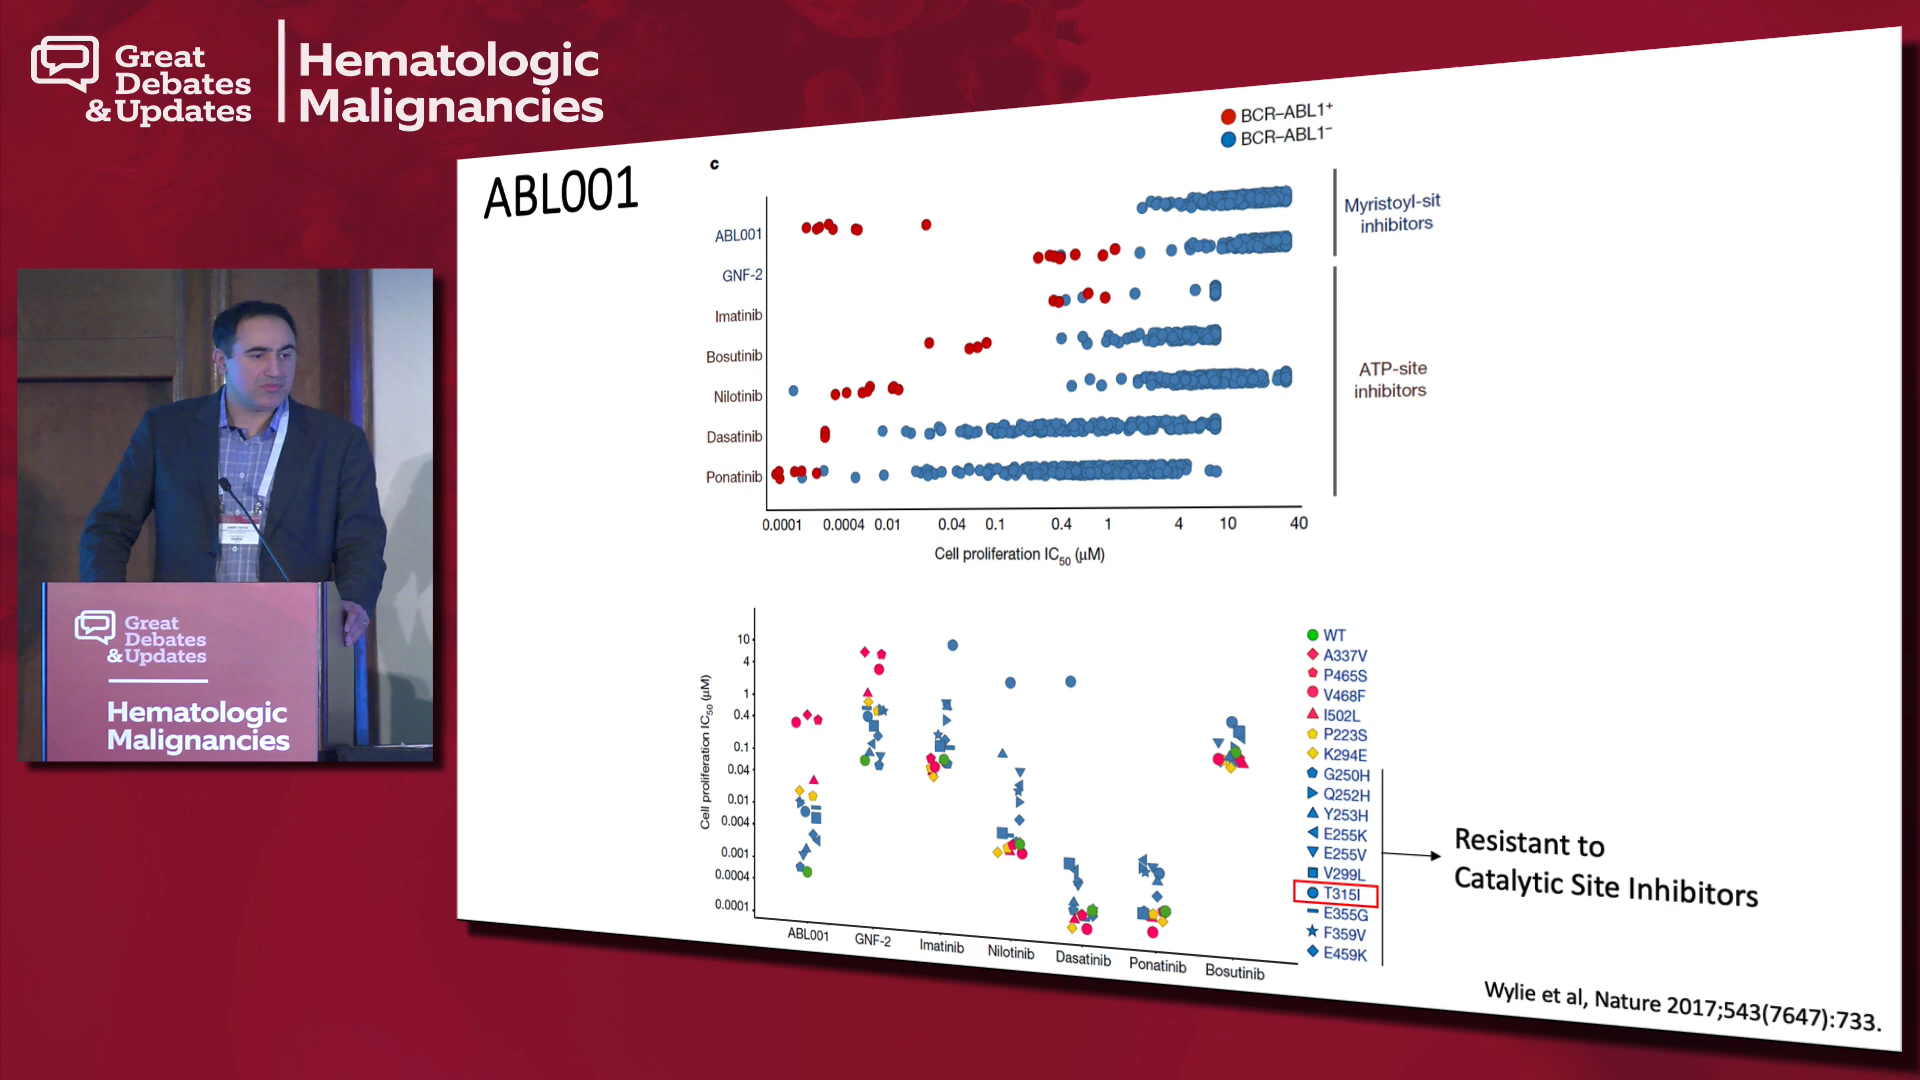 Great
Debates
& Updates
Hematologic
Malignancies
ABL001
c
BCR–ABL1+
BCR–ABL1–
ABL001
GNF-2
Imatinib
Bosutinib
Nilotinib
Dasatinib
Ponatinib
Myristoyl-sit
inhibitors
ATP-site
inhibitors
0.0001 0.0004 0.01 0.04 0.1 0.4 1 4 10 40
Cell proliferation IC50 (μM)
Cell proliferation IC50 (μM)
10
4
1
0.4
0.1
0.04
0.01
0.004
0.001
0.0004
0.0001
ABL001 GNF-2 Imatinib Nilotinib Dasatinib Ponatinib Bosutinib
WT
A337V
P465S
V468F
I502L
P223S
K294E
G250H
Q252H
Y253H
E255K
E255V
V299L
T315I
E355G
F359V
E459K
Resistant to
Catalytic Site Inhibitors
Wylie et al, Nature 2017;543(7647):733.
Great
Debates
& Updates
Hematologic
Malignancies